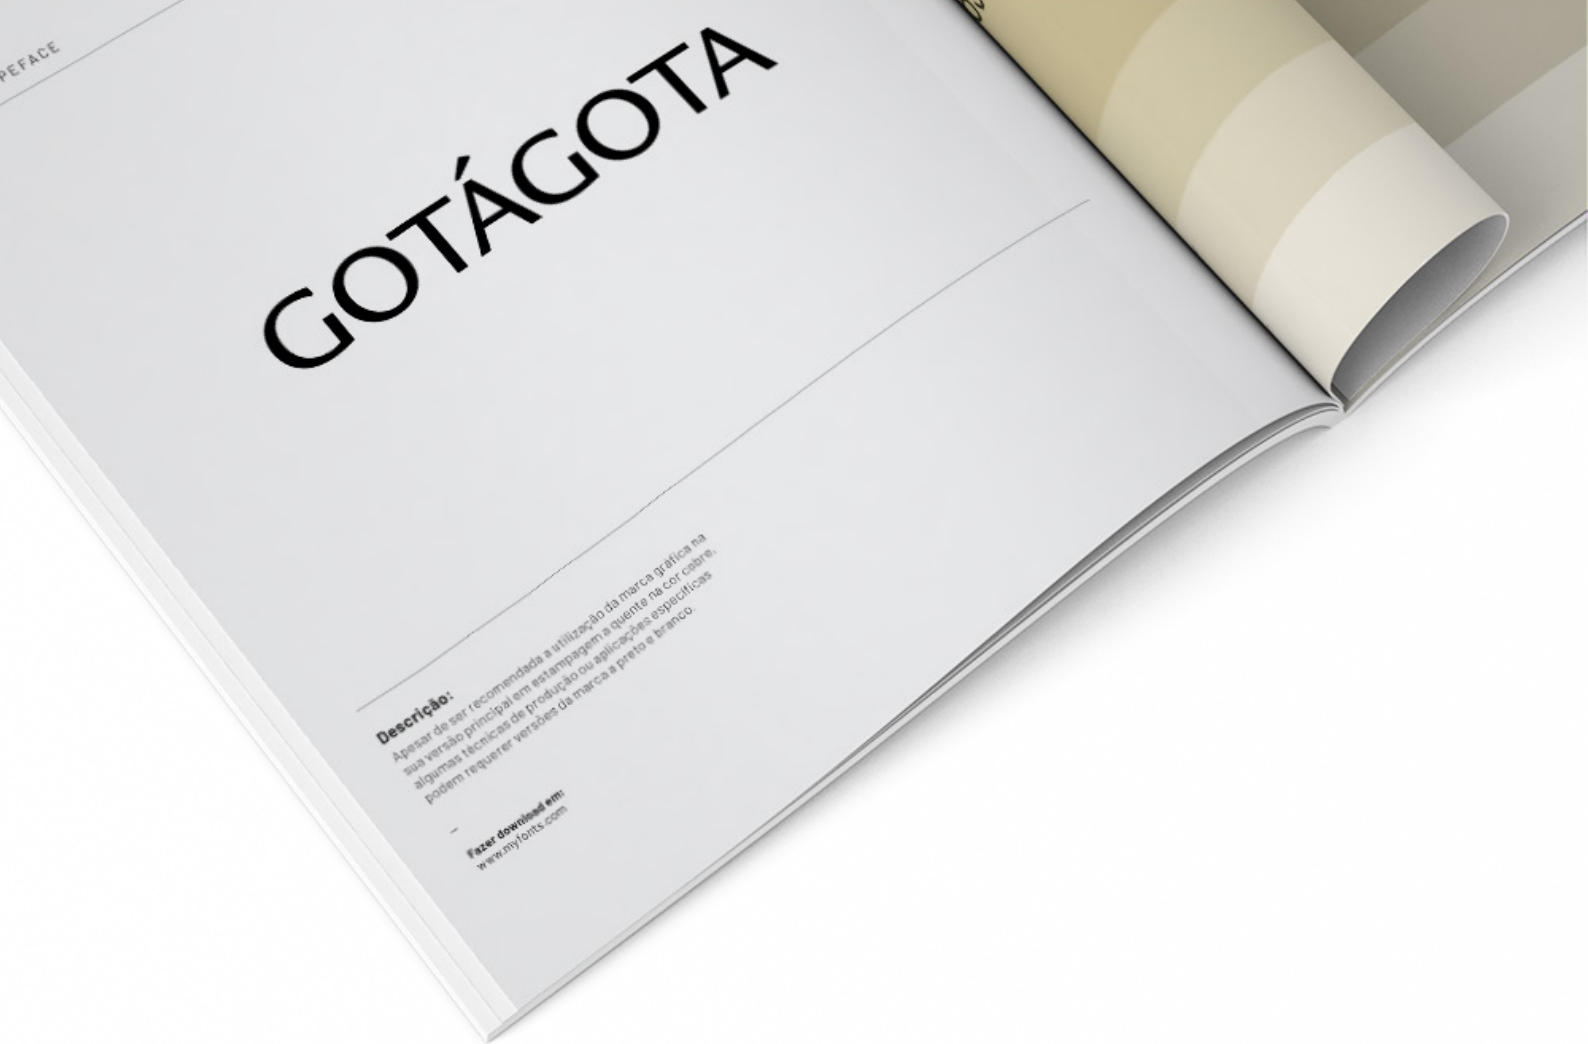 PEFACE
GOTÁGOTA
Descrição:
Apesar de ser recomendada a utilização da marca gráfica na
sua versão principal em estampagem a quente na cor cobre,
algumas técnicas de produção ou aplicações específicas
podem requerer versões da marca a preto e branco.
–
Fazer download em:
www.myfonts.com